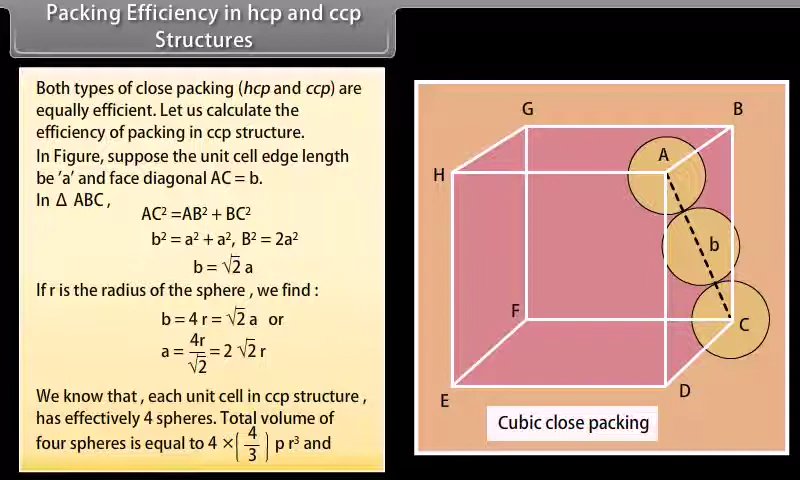 Packing Efficiency in hcp and ccp
Structures
Both types of close packing (hcp and ccp) are
equally efficient. Let us calculate the
efficiency of packing in ccp structure.
In Figure, suppose the unit cell edge length
be 'a' and face diagonal AC = b.
In Δ ABC,
AC² =AB² + BC²
b² = a² + a², B² = 2a²
b = √2 a
If r is the radius of the sphere, we find :
b = 4 r = √2 a or
a = 4r/√2 = 2 √2 r
We know that, each unit cell in ccp structure,
has effectively 4 spheres. Total volume of
four spheres is equal to 4 ×(4/3) p r³ and
G
B
A
H
b
F
C
D
E
Cubic close packing